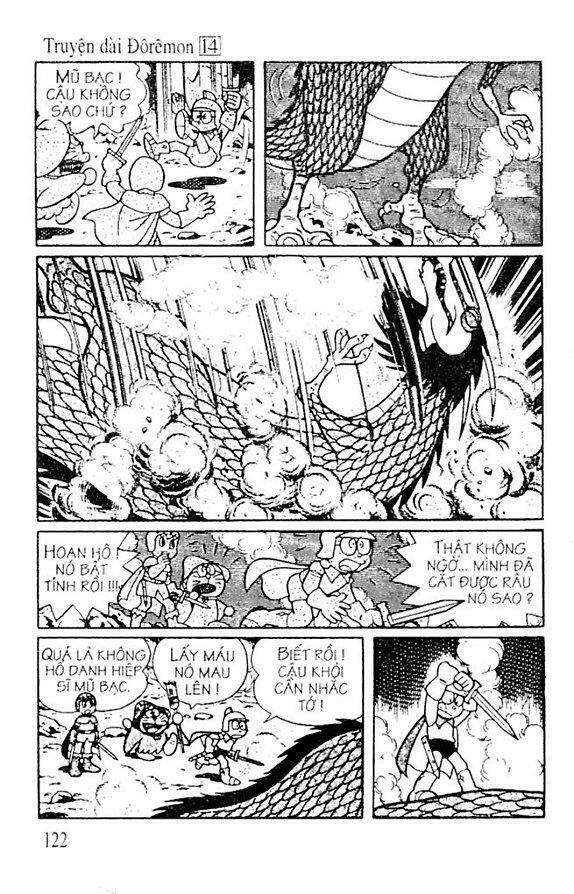 Truyện dài Đôrêmon 14
MŨ BẠC !
CẬU KHÔNG
SAO CHỨ ?
HOAN HÔ !
NÓ BẤT
TỈNH RỒI !!!
THẬT KHÔNG
NGỜ... MÌNH ĐÃ
CẮT ĐƯỢC RÂU
NÓ SAO ?
QUẢ LÀ KHÔNG
HỔ DANH HIỆP
SĨ MŨ BẠC.
LẤY MÁU
NÓ MAU
LÊN !
BIẾT RỒI !
CẬU KHỎI
CẦN NHẮC
TỚ !
122